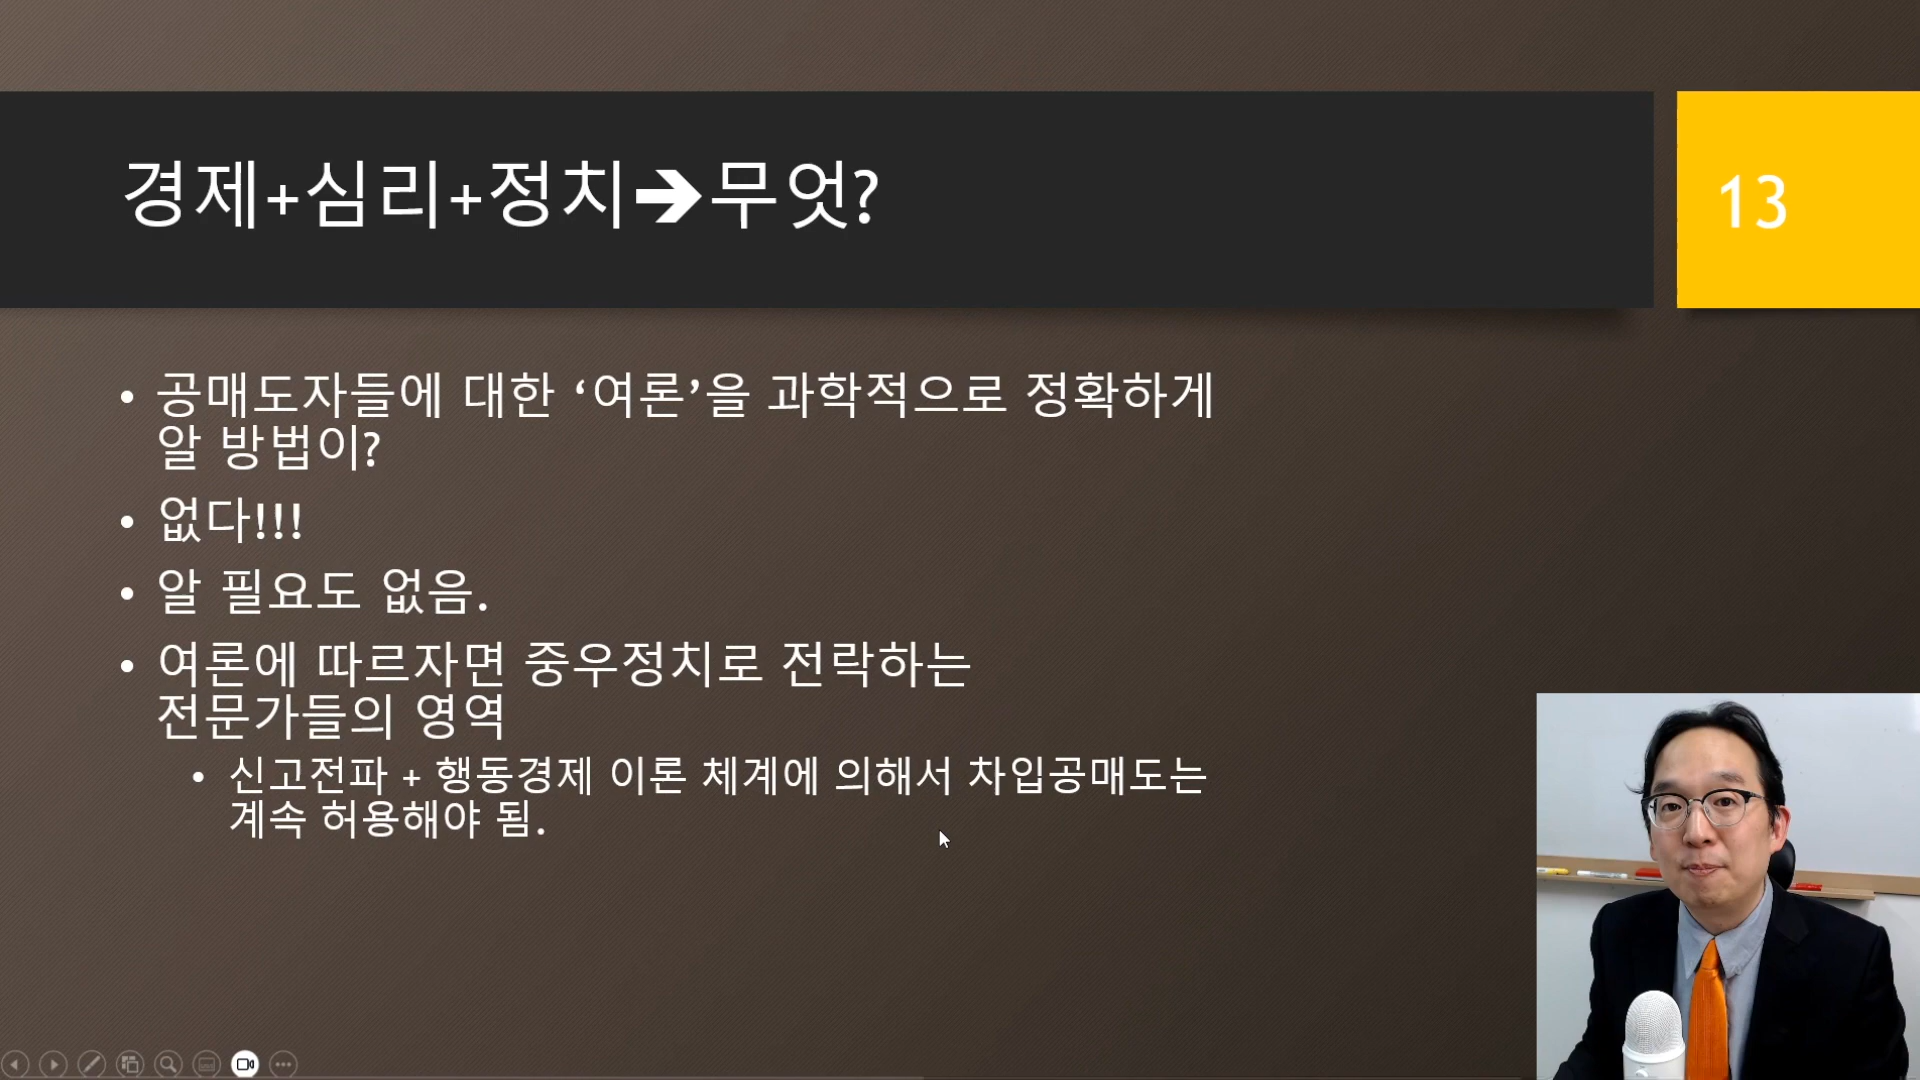 경제+심리+정치🡺무엇?
13
• 공매도자들에 대한 ‘여론’을 과학적으로 정확하게
알 방법이?
• 없다!!!
• 알 필요도 없음.
• 여론에 따르자면 중우정치로 전락하는
전문가들의 영역
• 신고전파 + 행동경제 이론 체계에 의해서 차입공매도는
계속 허용해야 됨.